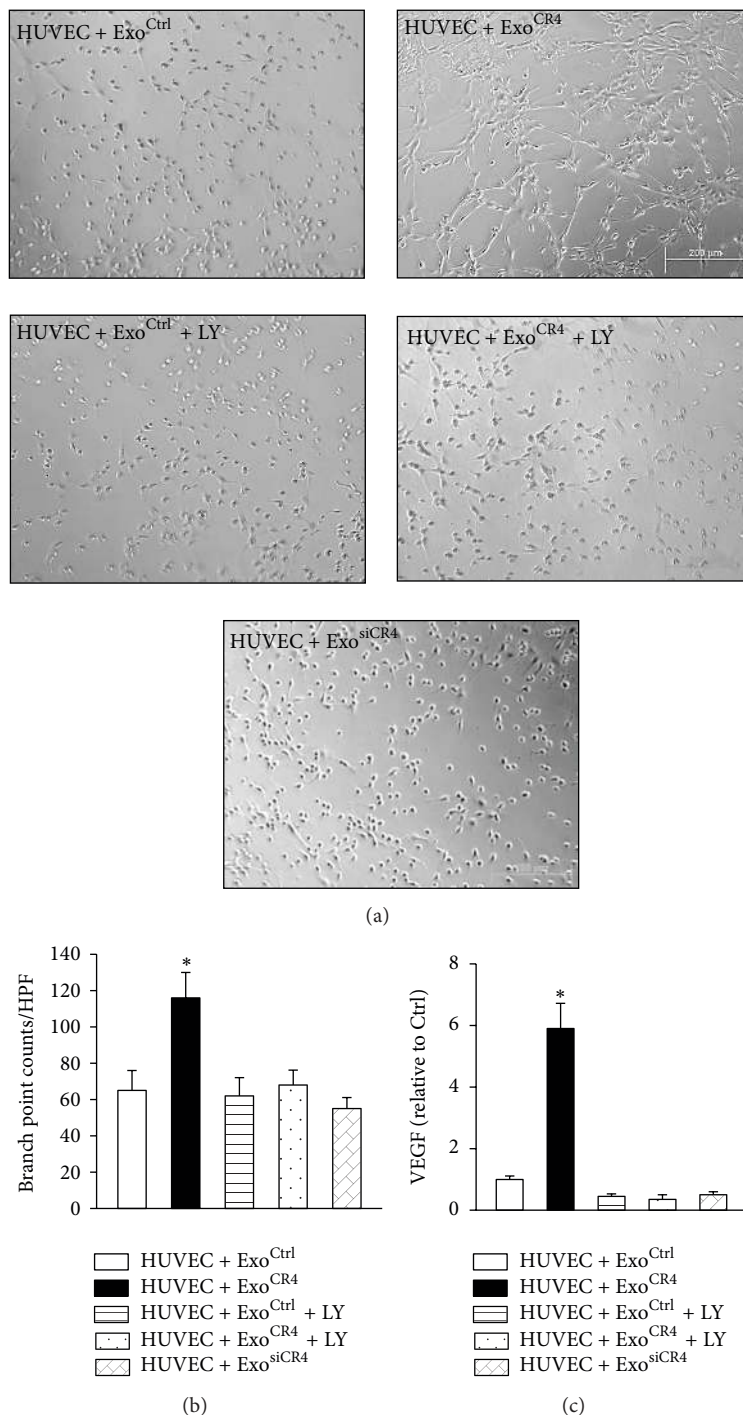 HUVEC + Exo^Ctrl
HUVEC + Exo^CR4
200 µm
HUVEC + Exo^Ctrl + LY
HUVEC + Exo^CR4 + LY
HUVEC + Exo^siCR4
(a)
140
120
100
80
60
40
20
0
Branch point counts/HPF
*
HUVEC + Exo^Ctrl
HUVEC + Exo^CR4
HUVEC + Exo^Ctrl + LY
HUVEC + Exo^CR4 + LY
HUVEC + Exo^siCR4
(b)
8
6
4
2
0
VEGF (relative to Ctrl)
*
HUVEC + Exo^Ctrl
HUVEC + Exo^CR4
HUVEC + Exo^Ctrl + LY
HUVEC + Exo^CR4 + LY
HUVEC + Exo^siCR4
(c)